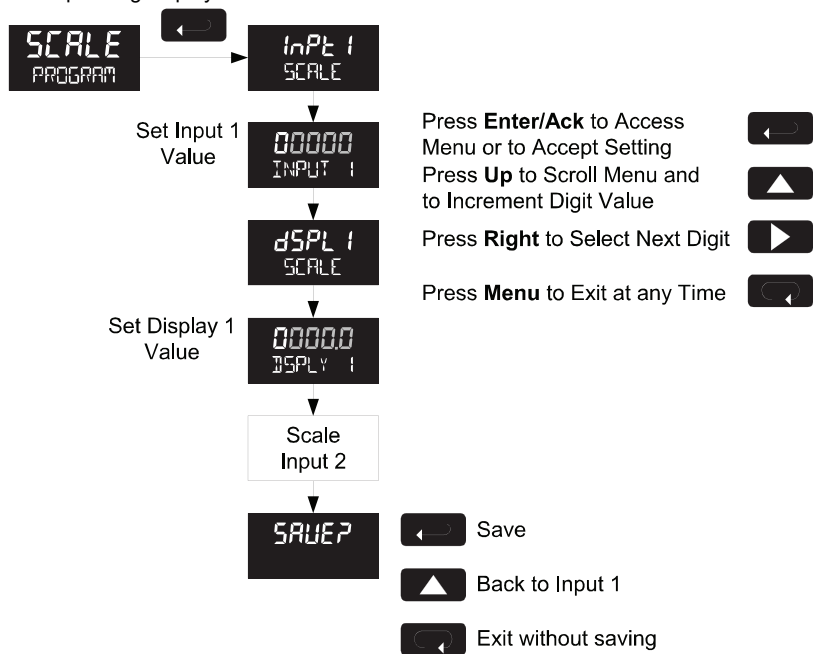 SCALE
PROGRAM
InPt 1
SCALE
Set Input 1
Value
00000
INPUT 1
dSPL 1
SCALE
Set Display 1
Value
0000.0
DSPLY 1
Scale
Input 2
SAVE?
Press Enter/Ack to Access
Menu or to Accept Setting
Press Up to Scroll Menu and
to Increment Digit Value
Press Right to Select Next Digit
Press Menu to Exit at any Time
Save
Back to Input 1
Exit without saving